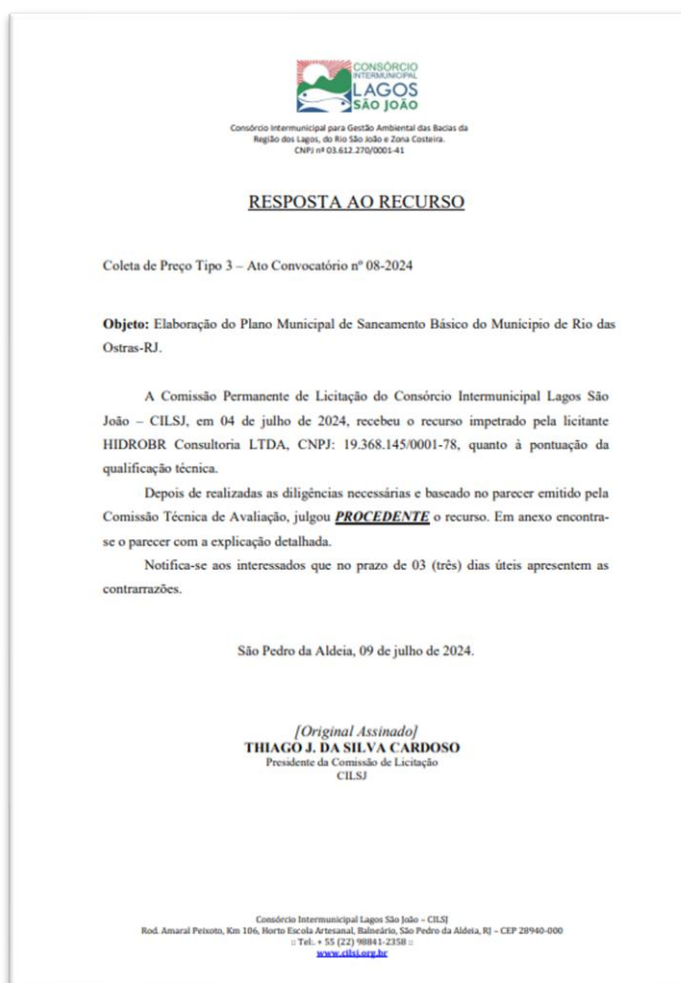 CONSÓRCIO
INTERMUNICIPAL
LAGOS
SÃO JOÃO
Consórcio Intermunicipal para Gestão Ambiental das Bacias da
Região dos Lagos, do Rio São João e Zona Costeira.
CNPJ nº 03.612.270/0001-41
RESPOSTA AO RECURSO
Coleta de Preço Tipo 3 – Ato Convocatório nº 08-2024
Objeto: Elaboração do Plano Municipal de Saneamento Básico do Município de Rio das
Ostras-RJ.
A Comissão Permanente de Licitação do Consórcio Intermunicipal Lagos São
João – CILSJ, em 04 de julho de 2024, recebeu o recurso impetrado pela licitante
HIDROBR Consultoria LTDA, CNPJ: 19.368.145/0001-78, quanto à pontuação da
qualificação técnica.
Depois de realizadas as diligências necessárias e baseado no parecer emitido pela
Comissão Técnica de Avaliação, julgou PROCEDENTE o recurso. Em anexo encontra-
se o parecer com a explicação detalhada.
Notifica-se aos interessados que no prazo de 03 (três) dias úteis apresentem as
contrarrazões.
São Pedro da Aldeia, 09 de julho de 2024.
[Original Assinado]
THIAGO J. DA SILVA CARDOSO
Presidente da Comissão de Licitação
CILSJ
Consórcio Intermunicipal Lagos São João – CILSJ
Rod. Amaral Peixoto, Km 106, Horto Escola Artesanal, Balneário, São Pedro da Aldeia, RJ – CEP 28940-000
:: Tel.: + 55 (22) 98841-2358 ::
www.cilsj.org.br